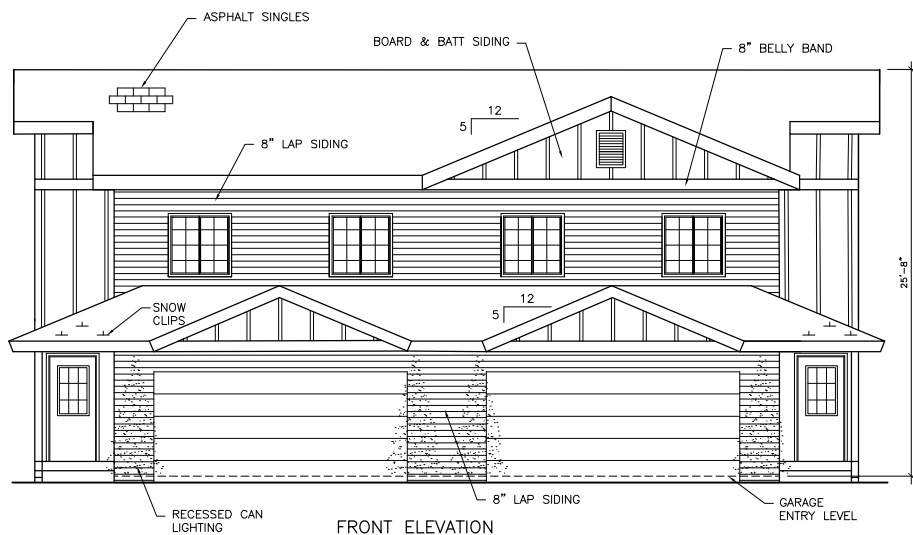 ASPHALT SINGLES
BOARD & BATT SIDING
8" BELLY BAND
12
5
8" LAP SIDING
25'-8"
12
5
SNOW
CLIPS
8" LAP SIDING
RECESSED CAN
LIGHTING
GARAGE
ENTRY LEVEL
FRONT ELEVATION